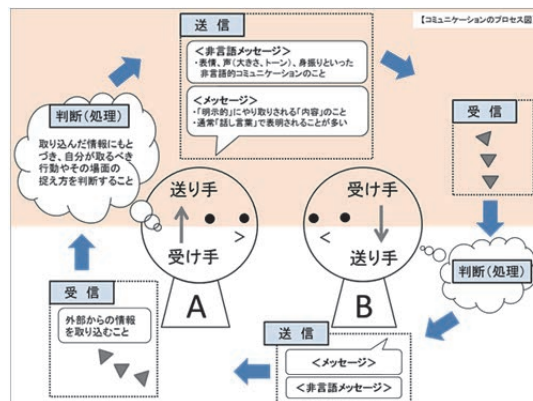 【コミュニケーションのプロセス図】
送 信
＜非言語メッセージ＞
・表情、声（大きさ、トーン）、身振りといった
非言語的コミュニケーションのこと
＜メッセージ＞
・「明示的」にやり取りされる「内容」のこと
・通常「話し言葉」で表明されることが多い
判断（処理）
取り込んだ情報にもと
づき、自分が取るべき
行動やその場面の
捉え方を判断すること
受 信
送り手
受け手
A
受け手
送り手
B
判断（処理）
受 信
外部からの情報
を取り込むこと
送 信
＜メッセージ＞
＜非言語メッセージ＞